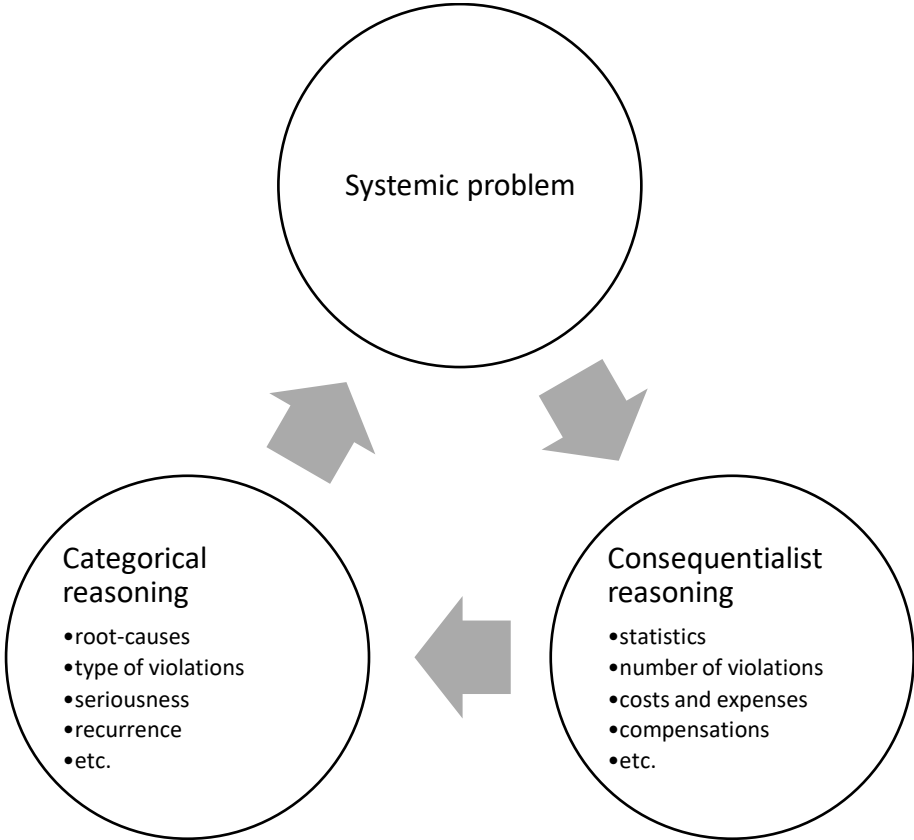 Systemic problem
Categorical
reasoning
•root-causes
•type of violations
•seriousness
•recurrence
•etc.
Consequentialist
reasoning
•statistics
•number of violations
•costs and expenses
•compensations
•etc.